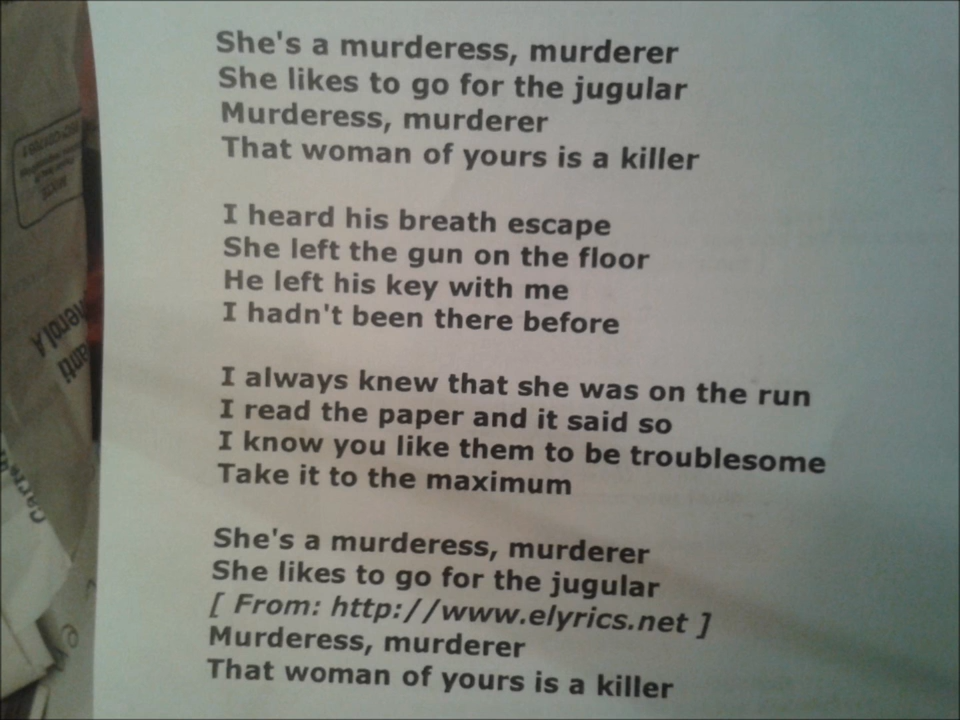 She's a murderess, murderer
She likes to go for the jugular
Murderess, murderer
That woman of yours is a killer
I heard his breath escape
She left the gun on the floor
He left his key with me
I hadn't been there before
I always knew that she was on the run
I read the paper and it said so
I know you like them to be troublesome
Take it to the maximum
She's a murderess, murderer
She likes to go for the jugular
[ From: http://www.elyrics.net ]
Murderess, murderer
That woman of yours is a killer
anti